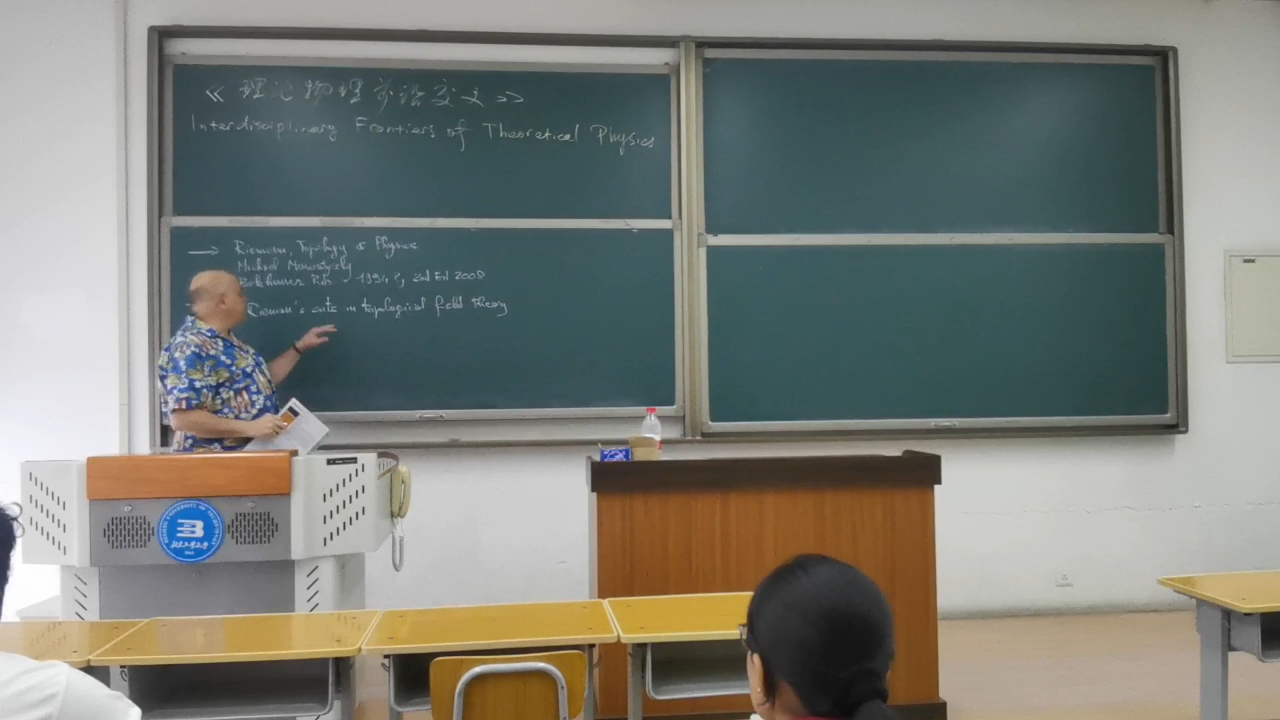 《理论物理前沿交叉》
Interdisciplinary Frontiers of Theoretical Physics
→ Riemann, Topology & Physics
Michael Monastyrsky
1994, 2nd Ed 2008
Riemann's cuts in topological field theory